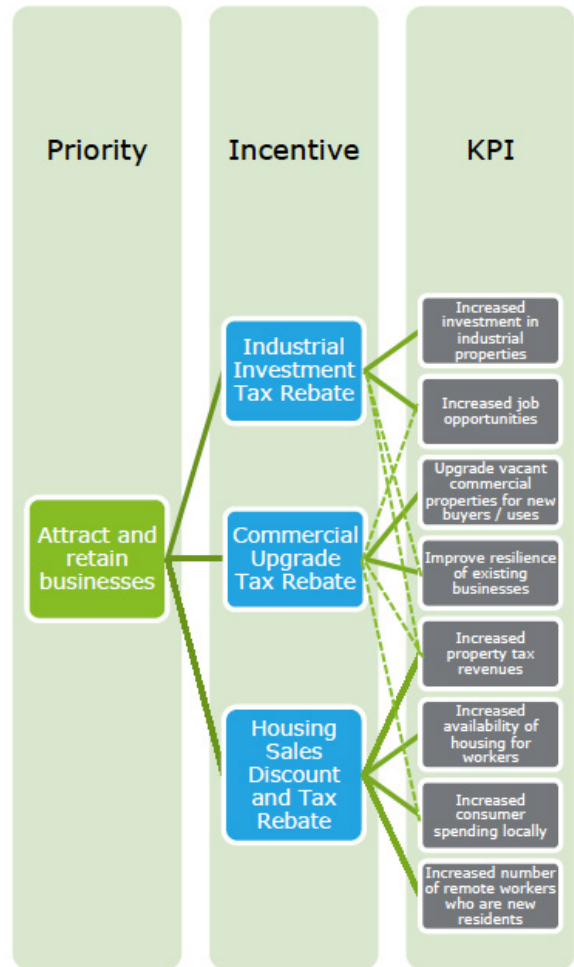 Priority
Incentive
KPI
Attract and
retain
businesses
Industrial
Investment
Tax Rebate
Commercial
Upgrade
Tax Rebate
Housing
Sales
Discount
and Tax
Rebate
Increased
investment in
industrial
properties
Increased job
opportunities
Upgrade vacant
commercial
properties for new
buyers / uses
Improve resilience
of existing
businesses
Increased
property tax
revenues
Increased
availability of
housing for
workers
Increased
consumer
spending locally
Increased number
of remote workers
who are new
residents